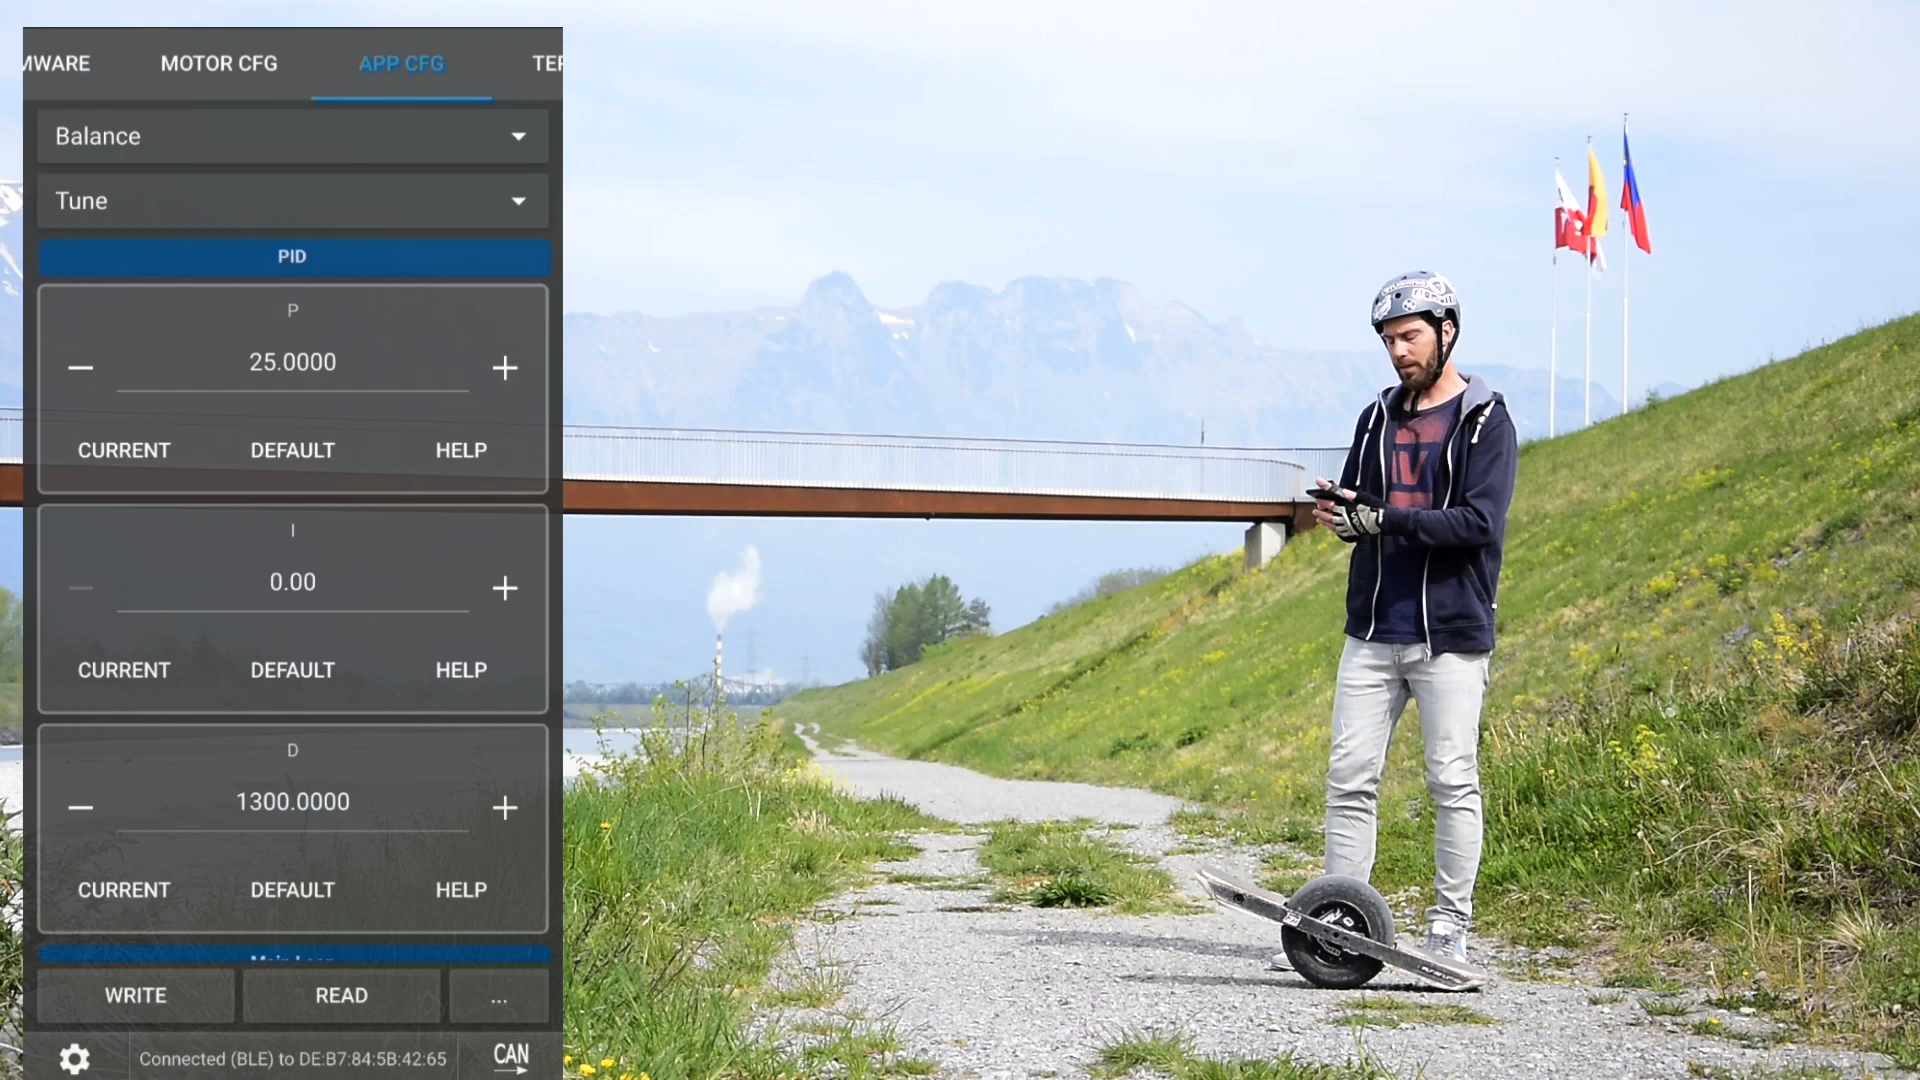 MWARE MOTOR CFG APP CFG TER
Balance
Tune
PID
P
25.0000
CURRENT DEFAULT HELP
I
0.00
CURRENT DEFAULT HELP
D
1300.0000
CURRENT DEFAULT HELP
WRITE READ ...
Connected (BLE) to DE:B7:84:5B:42:65 CAN